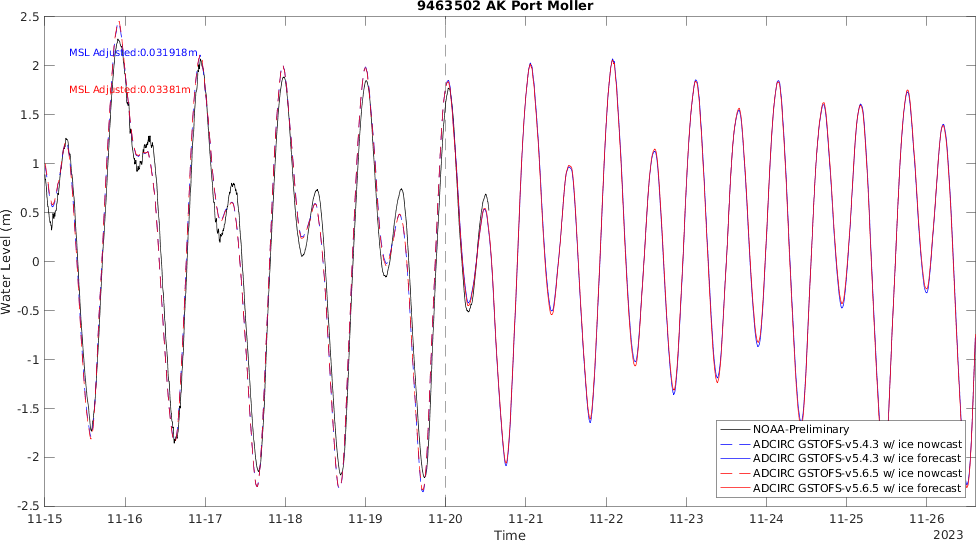 9463502 AK Port Moller
2.5
2
1.5
1
0.5
0
-0.5
-1
-1.5
-2
-2.5
Water Level (m)
MSL Adjusted:0.031918m
MSL Adjusted:0.03381m
NOAA-Preliminary
ADCIRC GSTOFS-v5.4.3 w/ ice nowcast
ADCIRC GSTOFS-v5.4.3 w/ ice forecast
ADCIRC GSTOFS-v5.6.5 w/ ice nowcast
ADCIRC GSTOFS-v5.6.5 w/ ice forecast
11-15 11-16 11-17 11-18 11-19 11-20 11-21 11-22 11-23 11-24 11-25 11-26
Time
2023